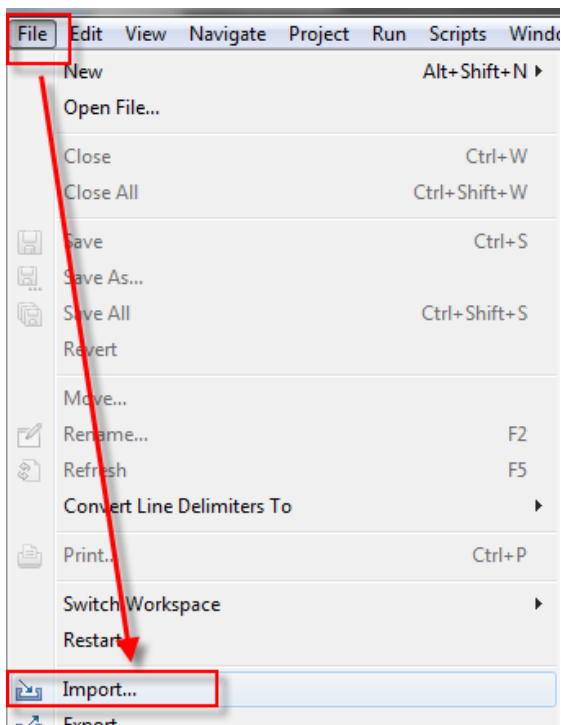 File Edit View Navigate Project Run Scripts
New Alt+Shift+N
Open File...
Close Ctrl+W
Close All Ctrl+Shift+W
Save Ctrl+S
Save As...
Save All Ctrl+Shift+S
Revert
Move...
Rename... F2
Refresh F5
Convert Line Delimiters To
Print... Ctrl+P
Switch Workspace
Restart
Import...
Export...